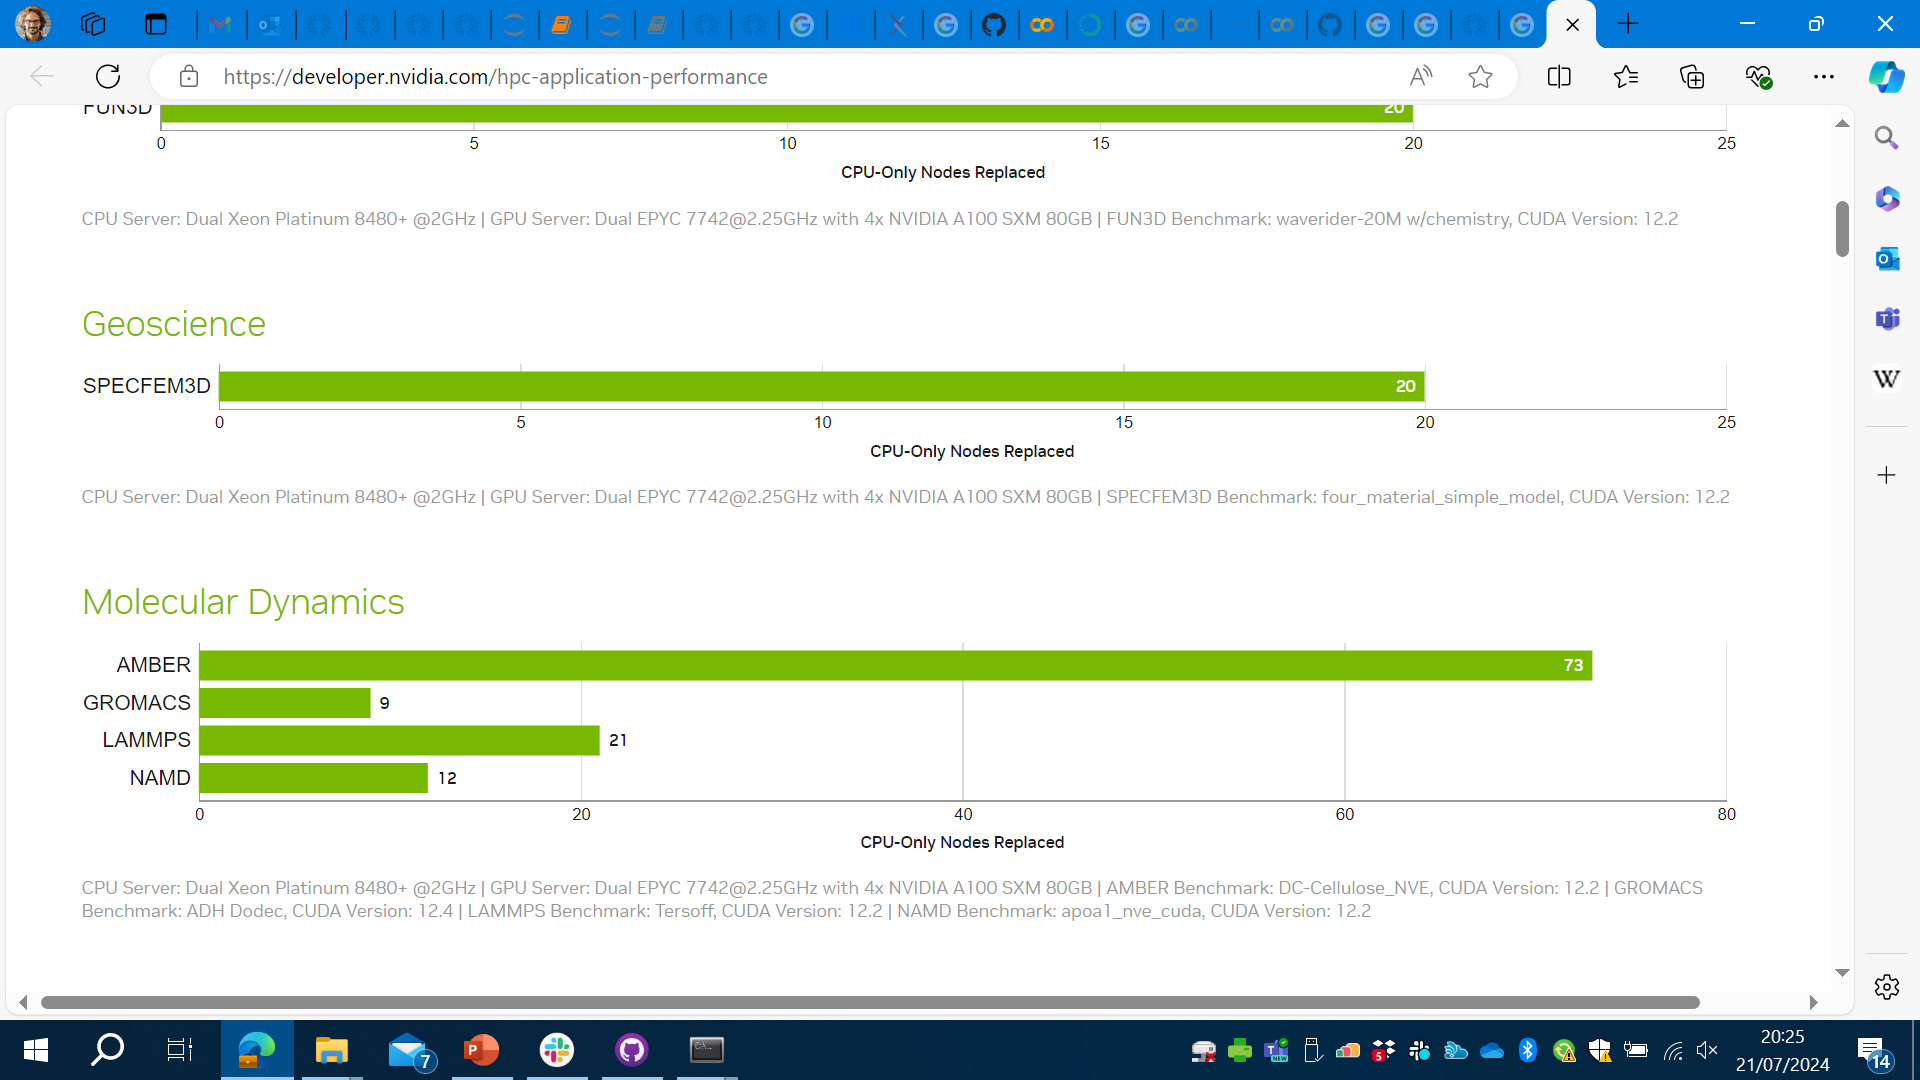 https://developer.nvidia.com/hpc-application-performance
FUN3D
20
0 5 10 15 20 25
CPU-Only Nodes Replaced
CPU Server: Dual Xeon Platinum 8480+ @2GHz | GPU Server: Dual EPYC 7742@2.25GHz with 4x NVIDIA A100 SXM 80GB | FUN3D Benchmark: waverider-20M w/chemistry, CUDA Version: 12.2
Geoscience
SPECFEM3D 20
0 5 10 15 20 25
CPU-Only Nodes Replaced
CPU Server: Dual Xeon Platinum 8480+ @2GHz | GPU Server: Dual EPYC 7742@2.25GHz with 4x NVIDIA A100 SXM 80GB | SPECFEM3D Benchmark: four_material_simple_model, CUDA Version: 12.2
Molecular Dynamics
AMBER 73
GROMACS 9
LAMMPS 21
NAMD 12
0 20 40 60 80
CPU-Only Nodes Replaced
CPU Server: Dual Xeon Platinum 8480+ @2GHz | GPU Server: Dual EPYC 7742@2.25GHz with 4x NVIDIA A100 SXM 80GB | AMBER Benchmark: DC-Cellulose_NVE, CUDA Version: 12.2 | GROMACS
Benchmark: ADH Dodec, CUDA Version: 12.4 | LAMMPS Benchmark: Tersoff, CUDA Version: 12.2 | NAMD Benchmark: apoa1_nve_cuda, CUDA Version: 12.2
W
7
5
NEW
20:25
21/07/2024
14